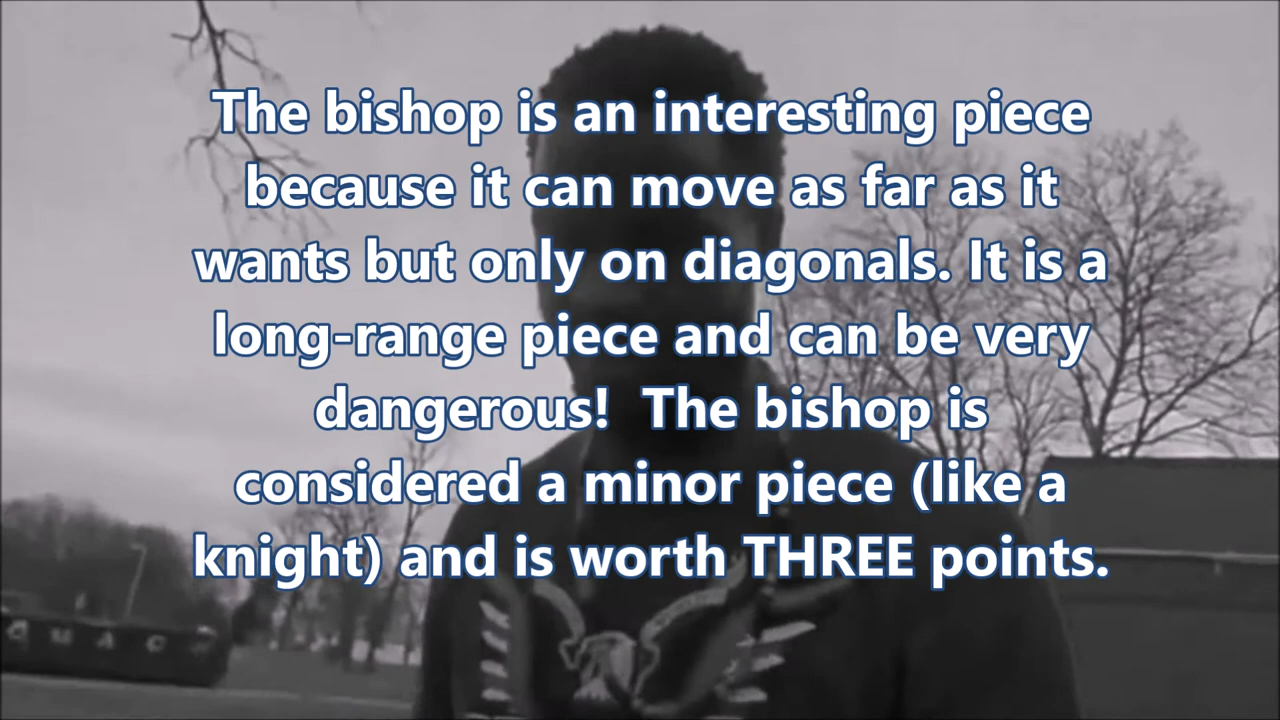 The bishop is an interesting piece
because it can move as far as it
wants but only on diagonals. It is a
long-range piece and can be very
dangerous!  The bishop is
considered a minor piece (like a
knight) and is worth THREE points.